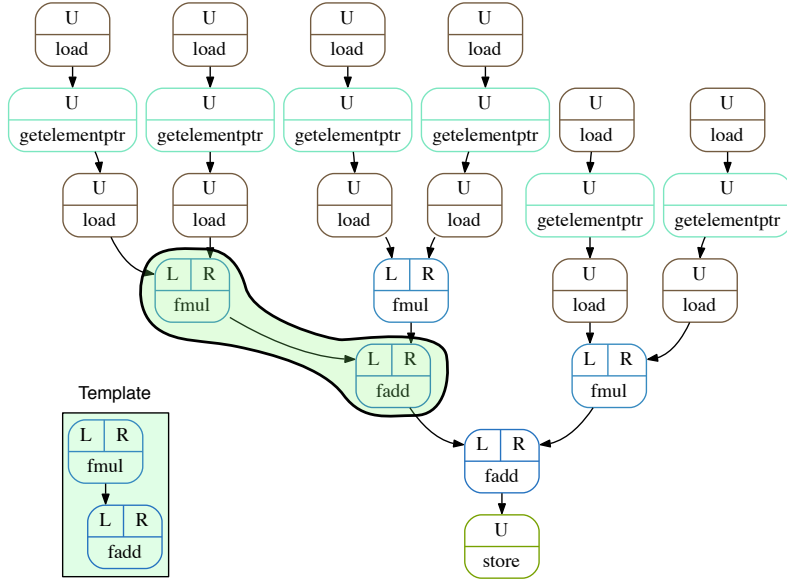 U U U U
load load load load
U U U U U U
getelementptr getelementptr getelementptr getelementptr load load
U U U U U U
load load load load getelementptr getelementptr
L R L R U U
fmul fmul load load
L R L R
fadd fmul
Template
L R L R
fmul fadd
L R U
fadd store